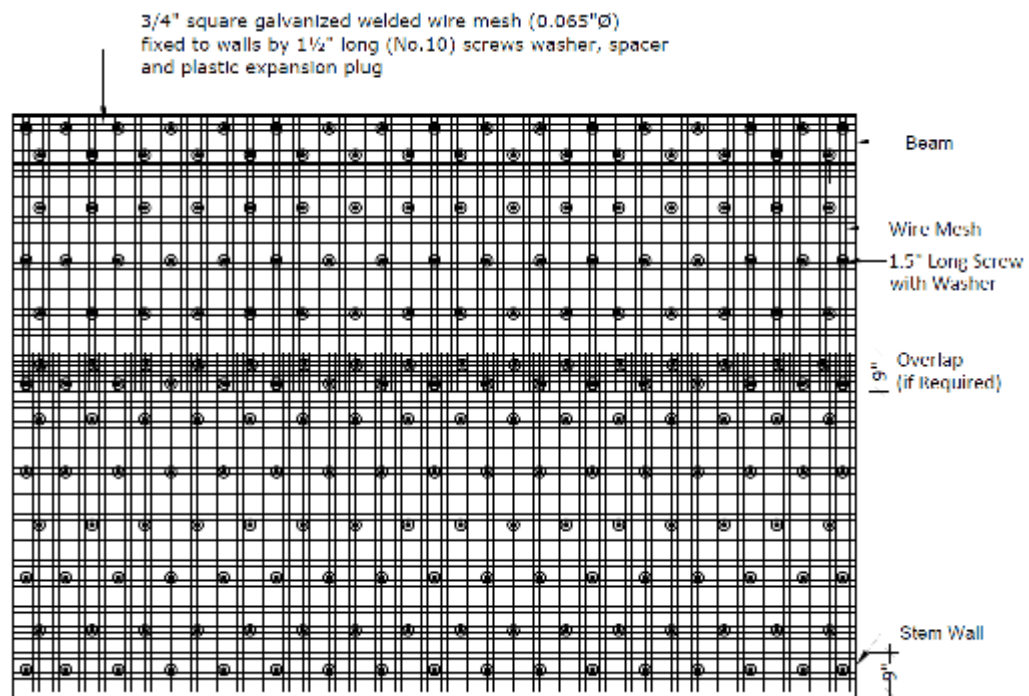 3/4" square galvanized welded wire mesh (0.065"Ø)
fixed to walls by 1½" long (No.10) screws washer, spacer
and plastic expansion plug
Beam
Wire Mesh
1.5" Long Screw
with Washer
Overlap
(if Required)
9"
Stem Wall
9"